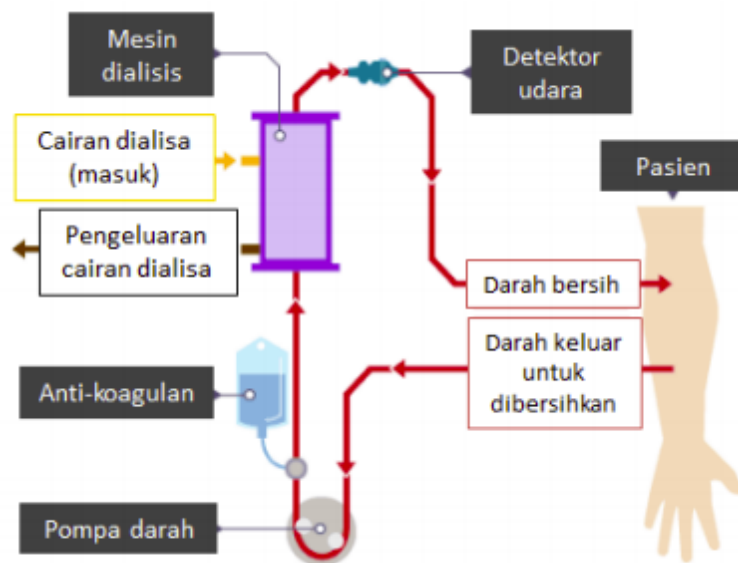 Mesin
dialisis
Detektor
udara
Cairan dialisa
(masuk)
Pasien
Pengeluaran
cairan dialisa
Darah bersih
Darah keluar
untuk
dibersihkan
Anti-koagulan
Pompa darah